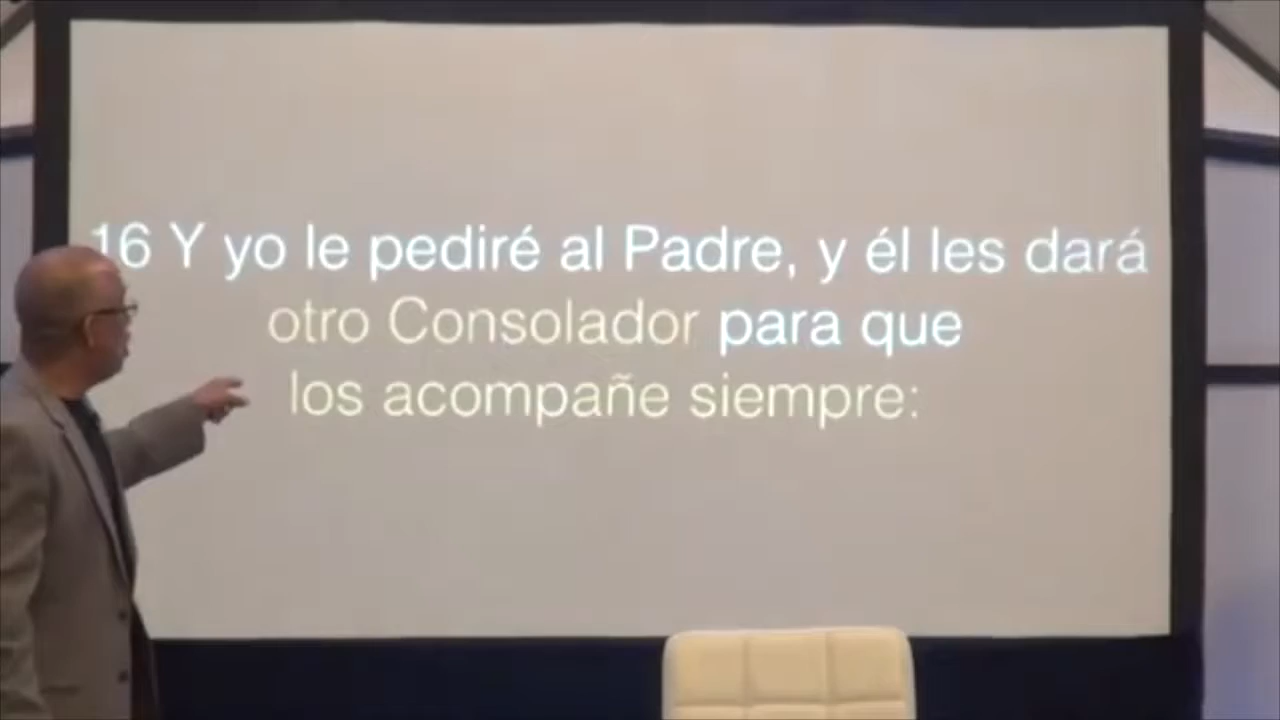 16 Y yo le pediré al Padre, y él les dará
otro Consolador para que
los acompañe siempre: